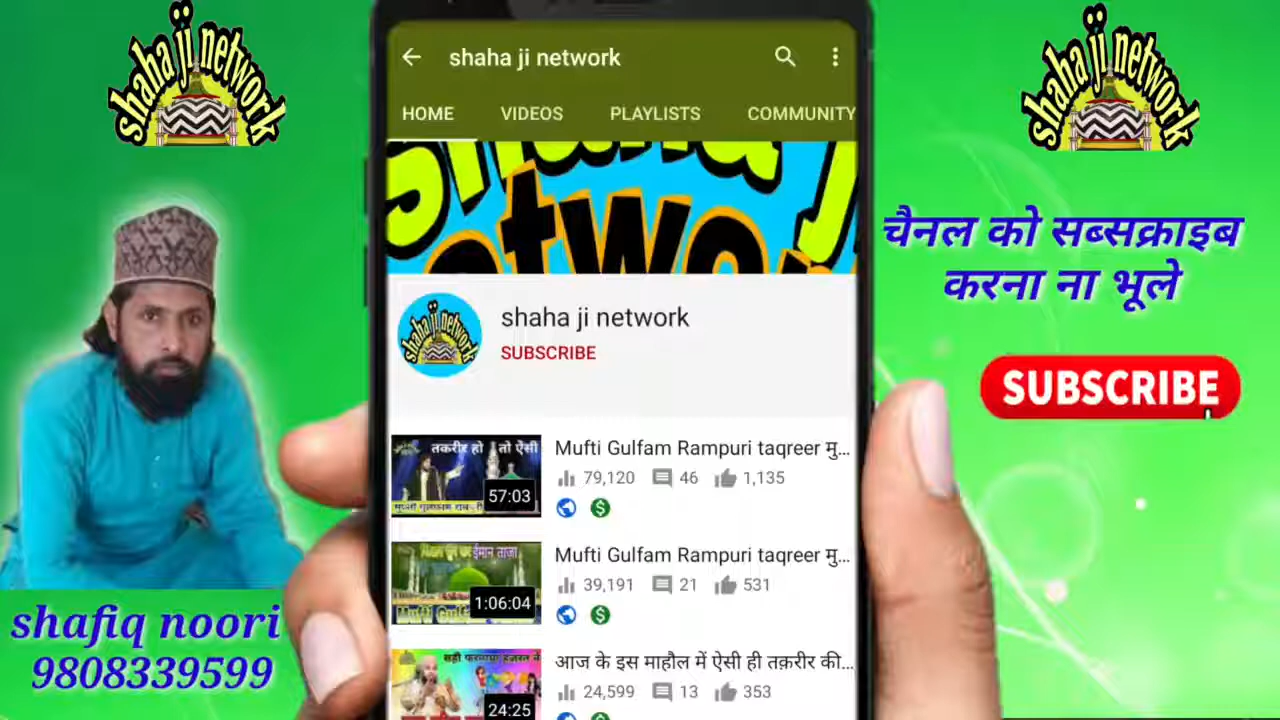 shaha ji network
shaha ji network
shaha ji network
HOME VIDEOS PLAYLISTS COMMUNITY
shaha ji network
SUBSCRIBE
चैनल को सब्सक्राइब
करना ना भूले
SUBSCRIBE
तकरीर हो तो ऐसी
57:03
Mufti Gulfam Rampuri taqreer मु...
79,120 46 1,135
ईमान ताजा
1:06:04
Mufti Gulfam Rampuri taqreer मु...
39,191 21 531
24:25
आज के इस माहौल में ऐसी ही तक़रीर की...
24,599 13 353
shafiq noori
9808339599